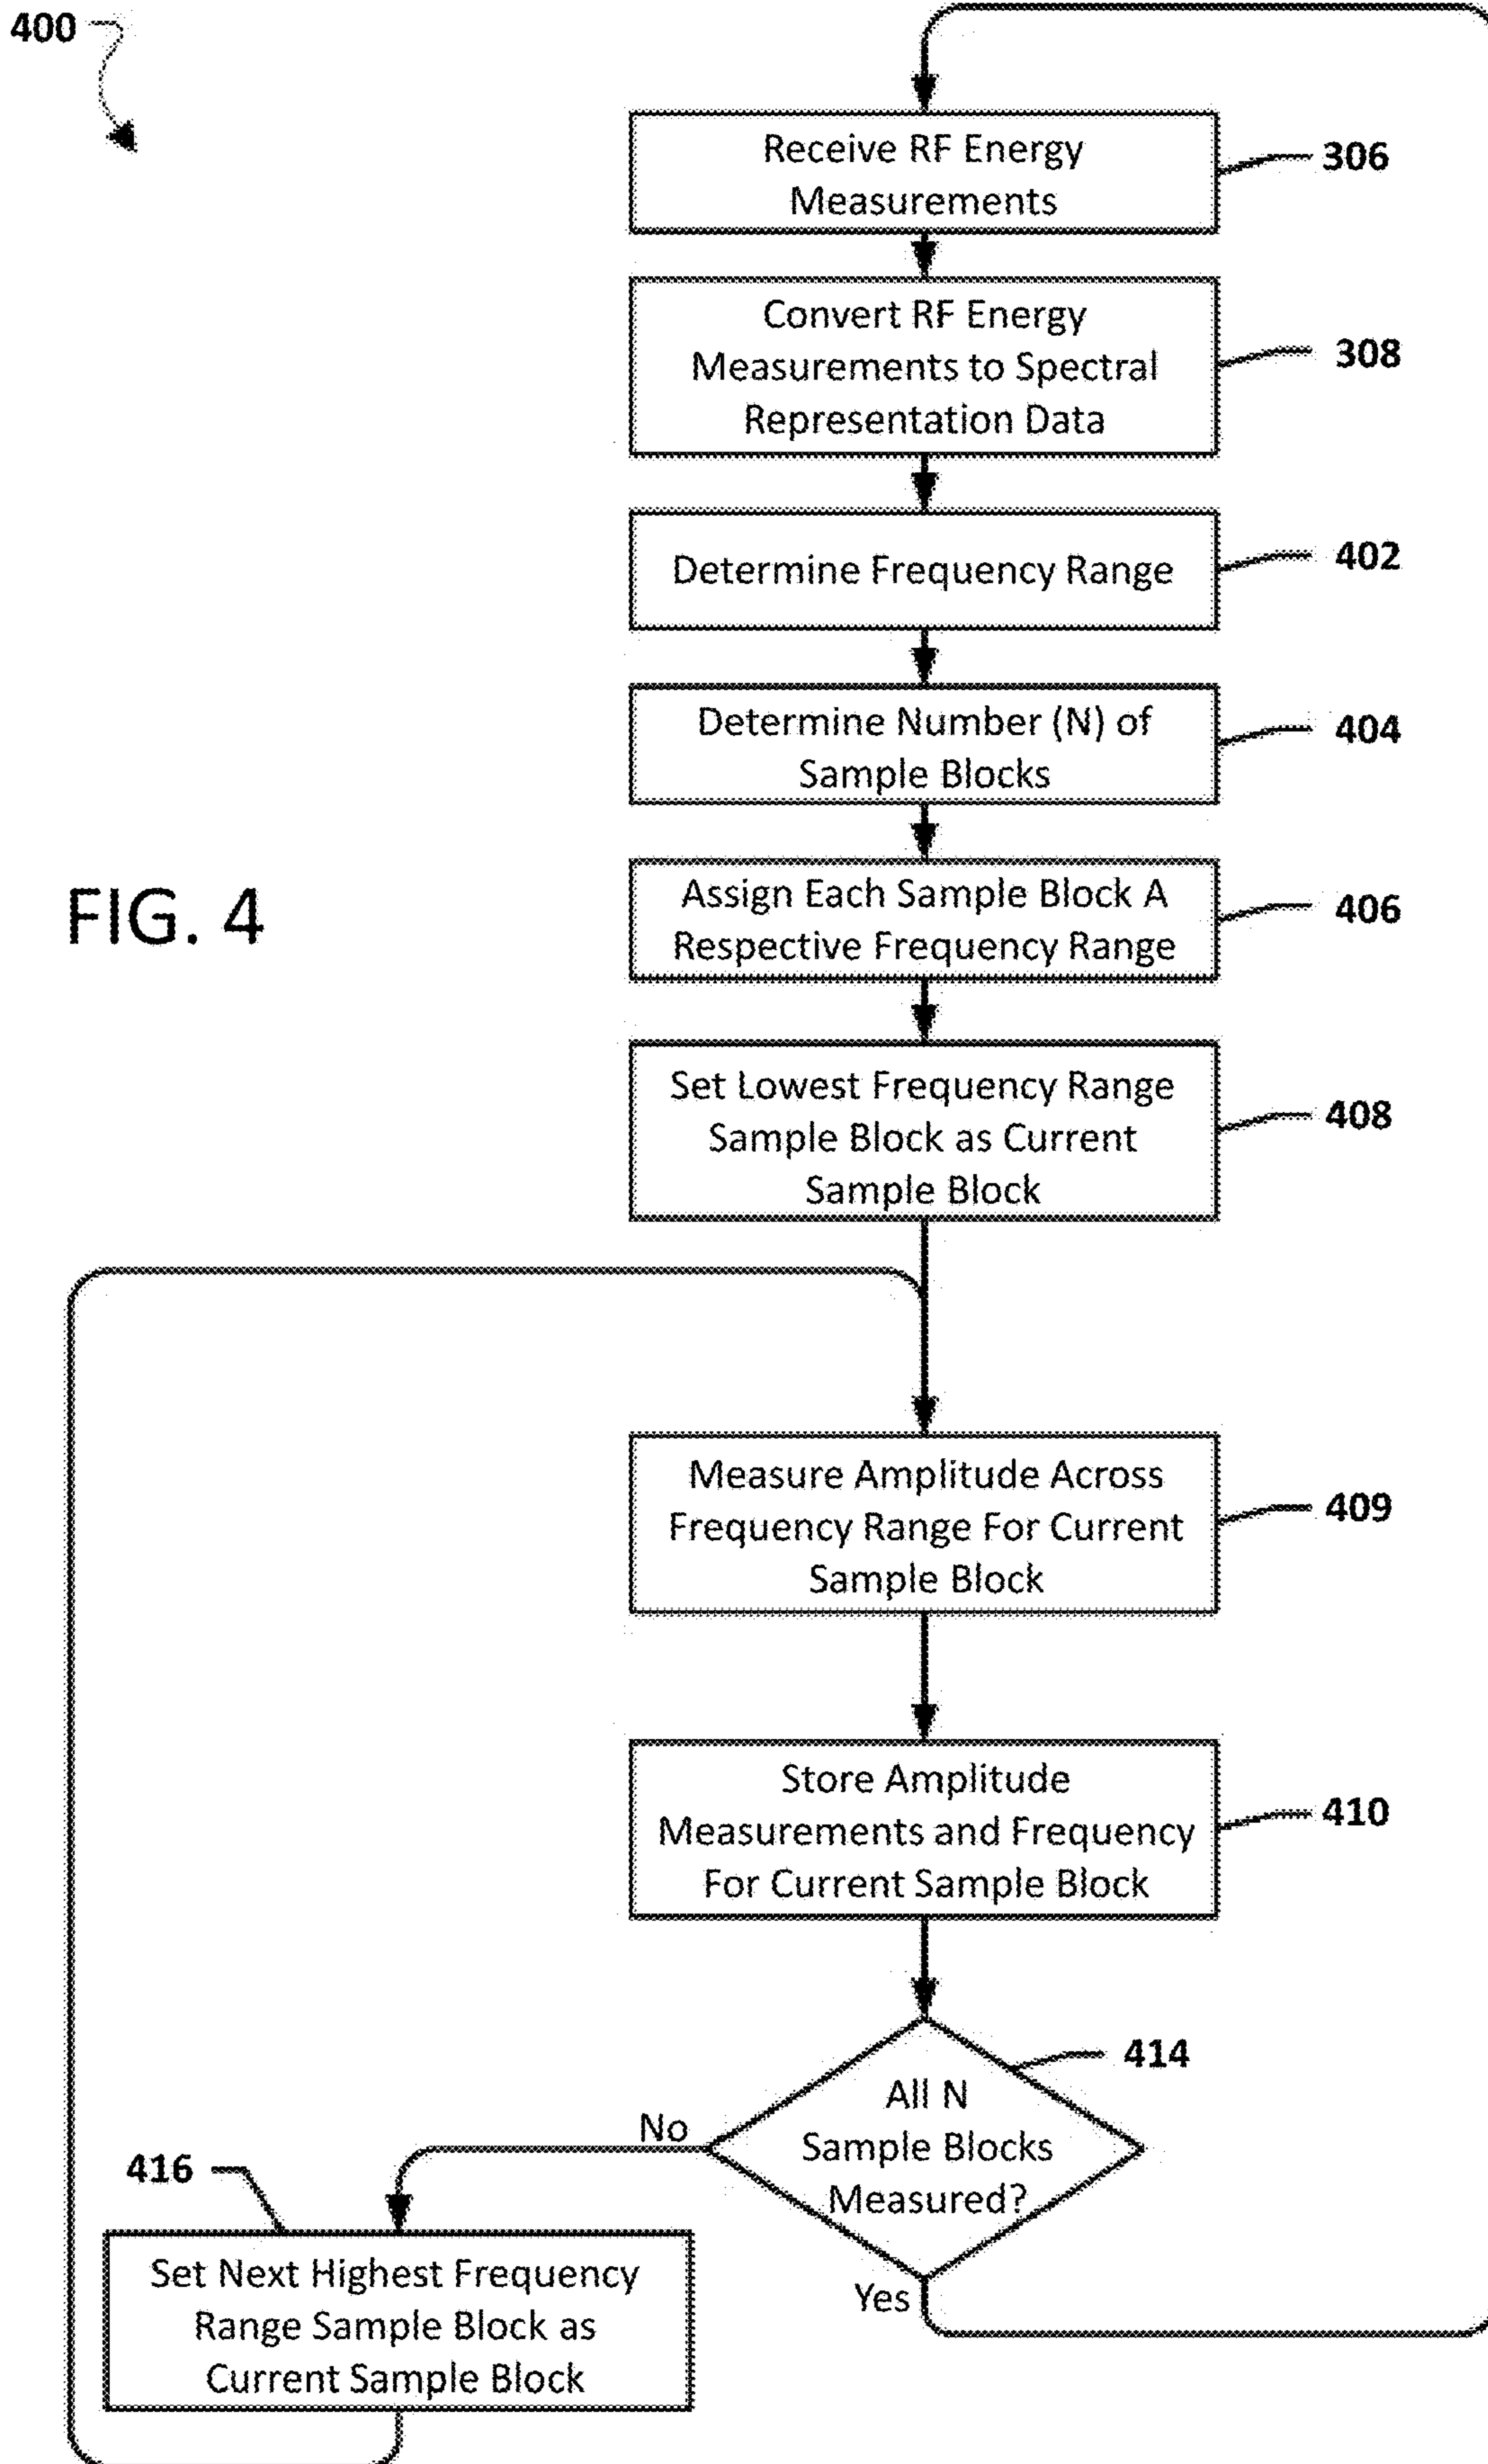 400
Receive RF Energy
Measurements
306
Convert RF Energy
Measurements to Spectral
Representation Data
308
Determine Frequency Range
402
Determine Number (N) of
Sample Blocks
404
FIG. 4
Assign Each Sample Block A
Respective Frequency Range
406
Set Lowest Frequency Range
Sample Block as Current
Sample Block
408
Measure Amplitude Across
Frequency Range For Current
Sample Block
409
Store Amplitude
Measurements and Frequency
For Current Sample Block
410
All N
Sample Blocks
Measured?
414
No
Yes
416
Set Next Highest Frequency
Range Sample Block as
Current Sample Block